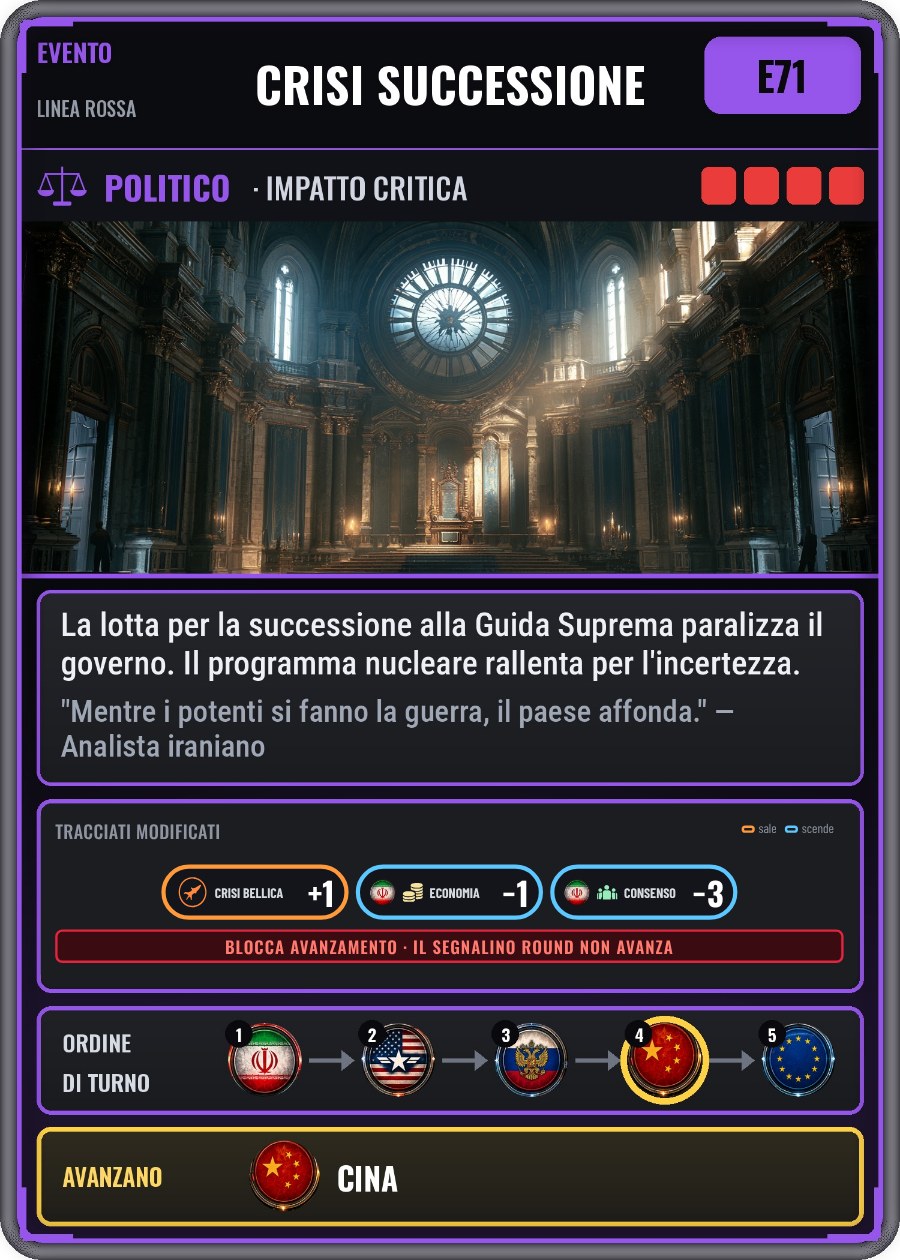 EVENTO
LINEA ROSSA
CRISI SUCCESSIONE
E71
POLITICO · IMPATTO CRITICA
La lotta per la successione alla Guida Suprema paralizza il
governo. Il programma nucleare rallenta per l'incertezza.
"Mentre i potenti si fanno la guerra, il paese affonda." —
Analista iraniano
TRACCIATI MODIFICATI
sale scende
CRISI BELLICA +1
ECONOMIA −1
CONSENSO −3
BLOCCA AVANZAMENTO · IL SEGNALINO ROUND NON AVANZA
ORDINE
DI TURNO
1 2 3 4 5
AVANZANO CINA